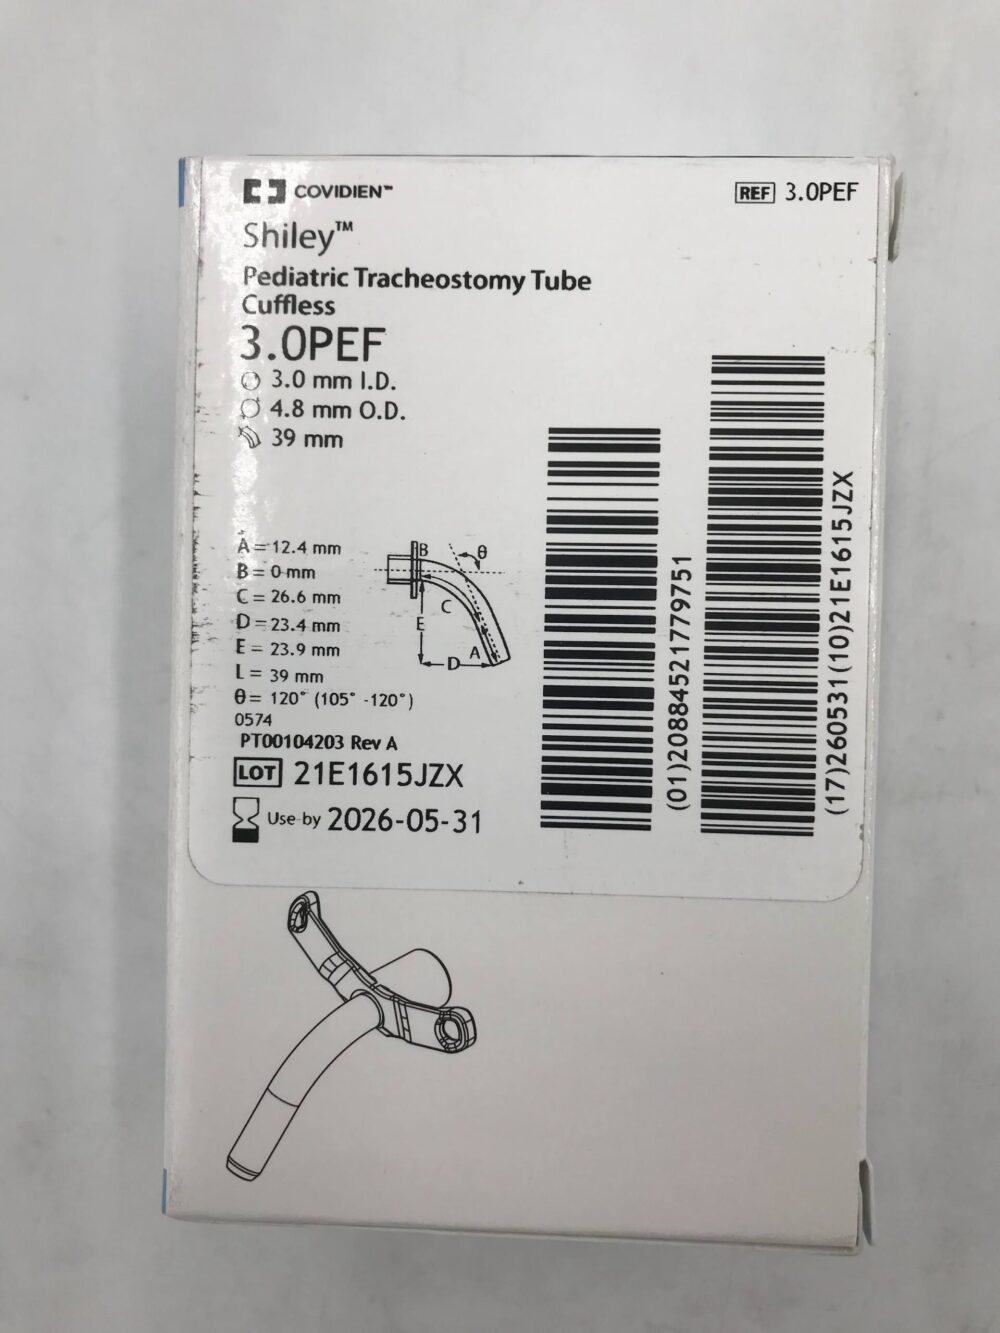 COVIDIEN™
REF 3.0PEF
Shiley™
Pediatric Tracheostomy Tube
Cuffless
3.0PEF
3.0 mm I.D.
4.8 mm O.D.
39 mm
A = 12.4 mm
B = 0 mm
C = 26.6 mm
D = 23.4 mm
E = 23.9 mm
L = 39 mm
θ = 120° (105° -120°)
B
θ
C
E
A
D
0574
PT00104203 Rev A
LOT 21E1615JZX
Use-by 2026-05-31
(01)20884521779751
(17)260531(10)21E1615JZX